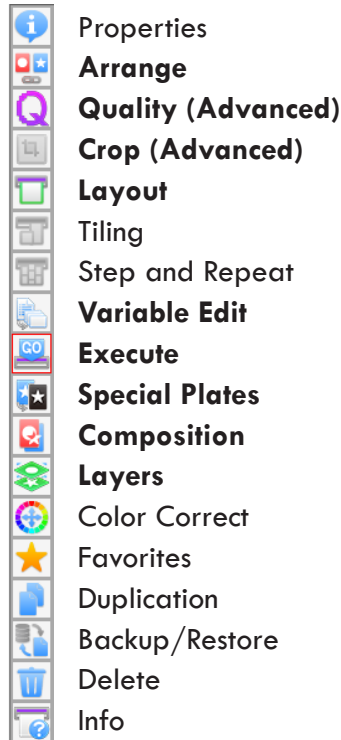 Properties
Arrange
Quality (Advanced)
Crop (Advanced)
Layout
Tiling
Step and Repeat
Variable Edit
GO Execute
Special Plates
Composition
Layers
Color Correct
Favorites
Duplication
Backup/Restore
Delete
Info